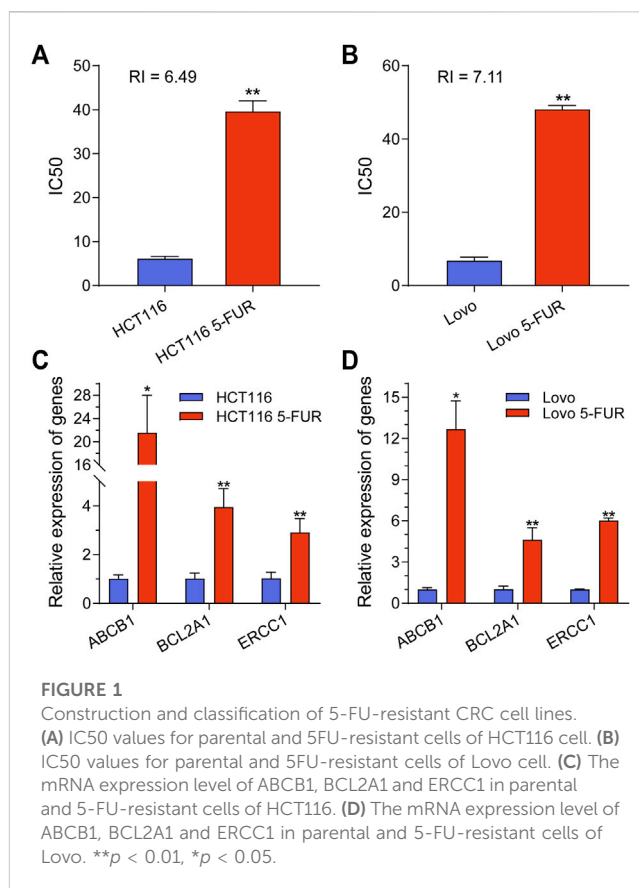 A
RI = 6.49
IC50
50
40
30
20
10
0
**
HCT116
HCT116 5-FUR
B
RI = 7.11
IC50
60
40
20
0
**
Lovo
Lovo 5-FUR
C
Relative expression of genes
28
24
20
16
4
2
0
*
**
**
HCT116
HCT116 5-FUR
ABCB1
BCL2A1
ERCC1
D
Relative expression of genes
15
12
9
6
3
0
*
**
**
Lovo
Lovo 5-FUR
ABCB1
BCL2A1
ERCC1
FIGURE 1
Construction and classification of 5-FU-resistant CRC cell lines.
(A) IC50 values for parental and 5FU-resistant cells of HCT116 cell. (B)
IC50 values for parental and 5FU-resistant cells of Lovo cell. (C) The
mRNA expression level of ABCB1, BCL2A1 and ERCC1 in parental
and 5-FU-resistant cells of HCT116. (D) The mRNA expression level of
ABCB1, BCL2A1 and ERCC1 in parental and 5-FU-resistant cells of
Lovo. **p < 0.01, *p < 0.05.